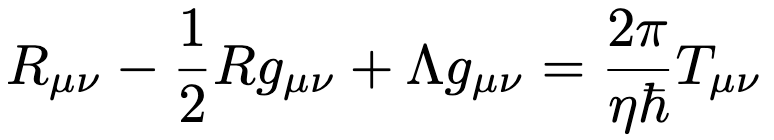 R_{\mu\nu} - \frac{1}{2} R g_{\mu\nu} + \Lambda g_{\mu\nu} = \frac{2\pi}{\eta\hbar} T_{\mu\nu}